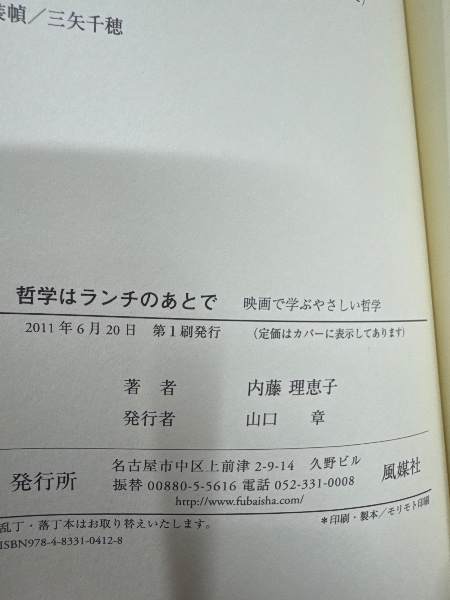 装幀／三矢千穂
哲学はランチのあとで 映画で学ぶやさしい哲学
2011年6月20日 第1刷発行 （定価はカバーに表示してあります）
著者 内藤 理恵子
発行者 山口 章
発行所 名古屋市中区上前津 2-9-14 久野ビル 風媒社
振替 00880-5-5616 電話 052-331-0008
http://www.fubaisha.com/
乱丁・落丁本はお取り替えいたします。 ＊印刷・製本／モリモト印刷
ISBN978-4-8331-0412-8